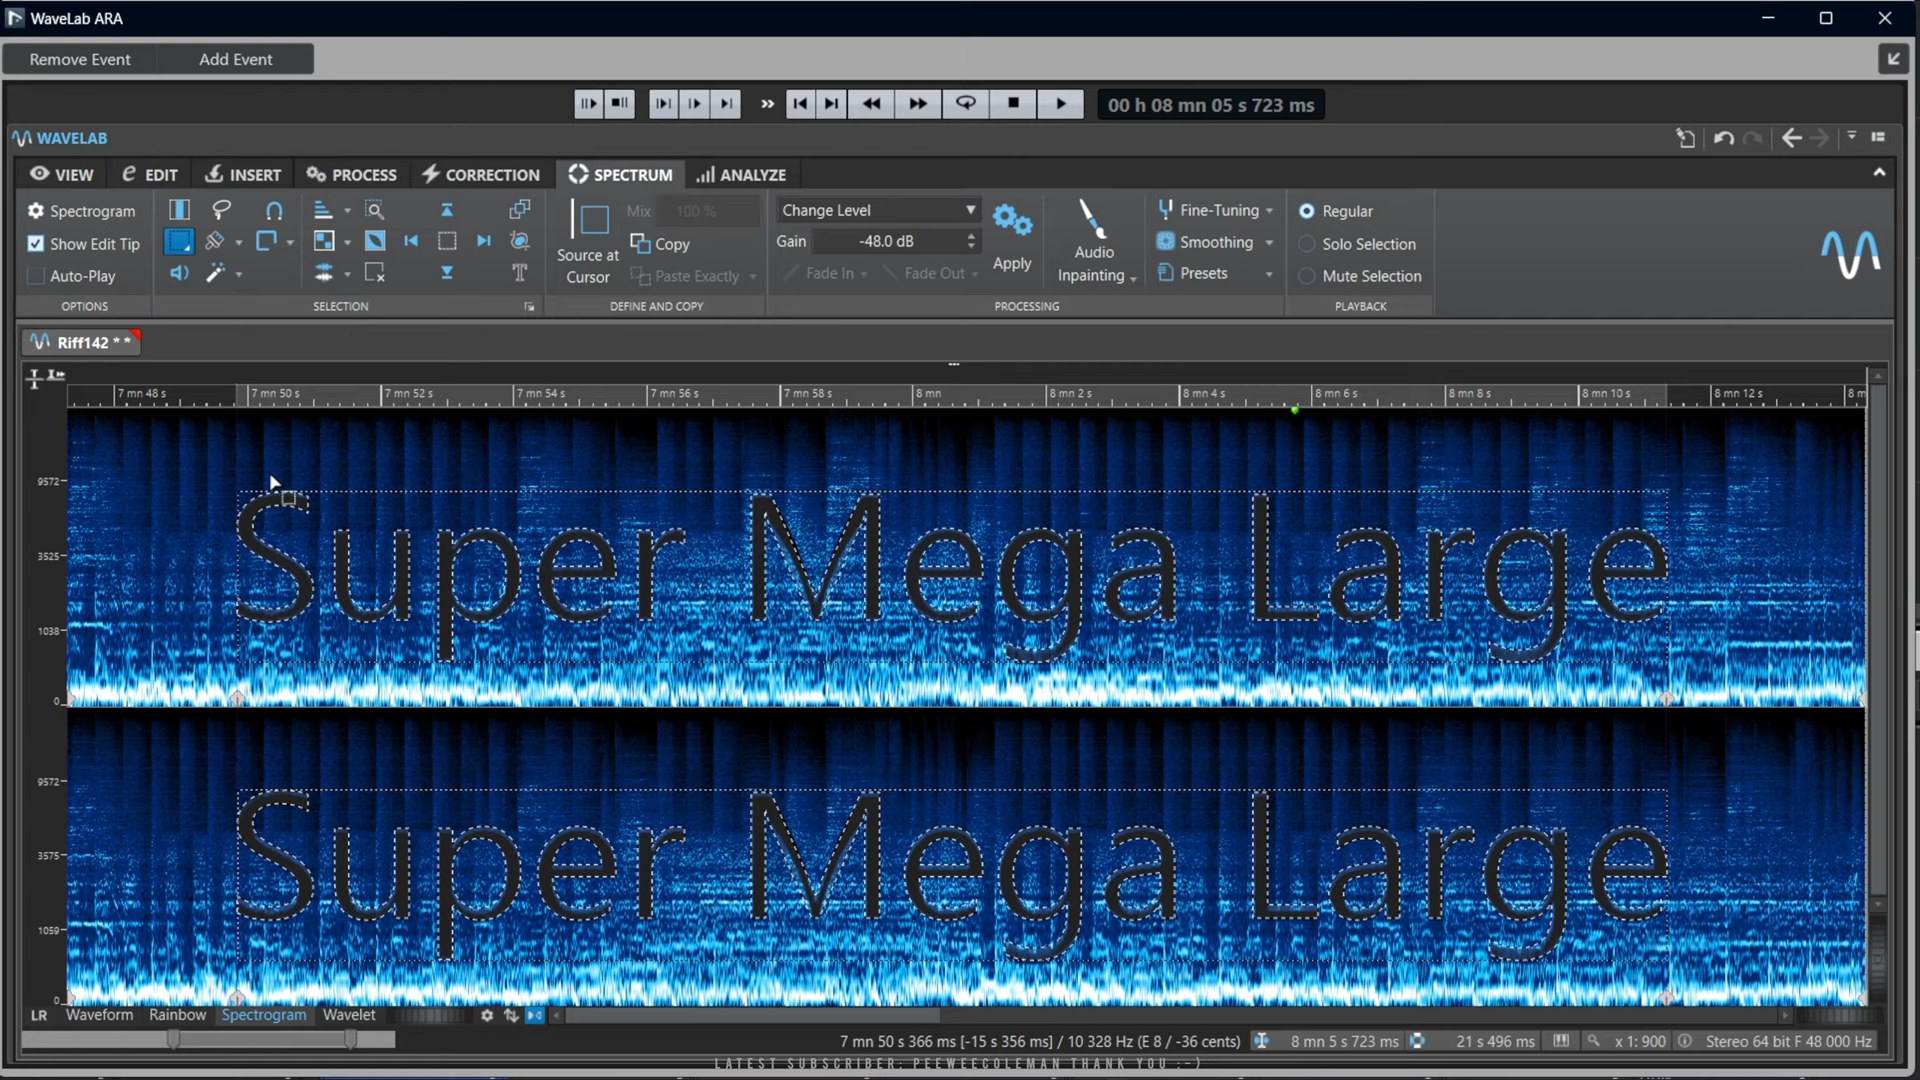 WaveLab ARA
Remove Event Add Event
00 h 08 mn 05 s 723 ms
WAVELAB
VIEW EDIT INSERT PROCESS CORRECTION SPECTRUM ANALYZE
Spectrogram
Show Edit Tip
Auto-Play
OPTIONS
SELECTION
Source at Cursor
Mix 100 %
Copy
Paste Exactly
DEFINE AND COPY
Change Level
Gain -48.0 dB
Fade In Fade Out
Apply
Audio Inpainting
Fine-Tuning
Smoothing
Presets
PROCESSING
Regular
Solo Selection
Mute Selection
PLAYBACK
Riff142 * *
7 mn 48 s 7 mn 50 s 7 mn 52 s 7 mn 54 s 7 mn 56 s 7 mn 58 s 8 mn 8 mn 2 s 8 mn 4 s 8 mn 6 s 8 mn 8 s 8 mn 10 s 8 mn 12 s 8 m
9572
3525
1038
0
Super Mega Large
9572
3575
1059
0
Super Mega Large
LR Waveform Rainbow Spectrogram Wavelet
7 mn 50 s 366 ms [-15 s 356 ms] / 10 328 Hz (E 8 / -36 cents) 8 mn 5 s 723 ms 21 s 496 ms x 1: 900 Stereo 64 bit F 48 000 Hz
LATEST SUBSCRIBER: PEEWEECOLEMAN THANK YOU :-)